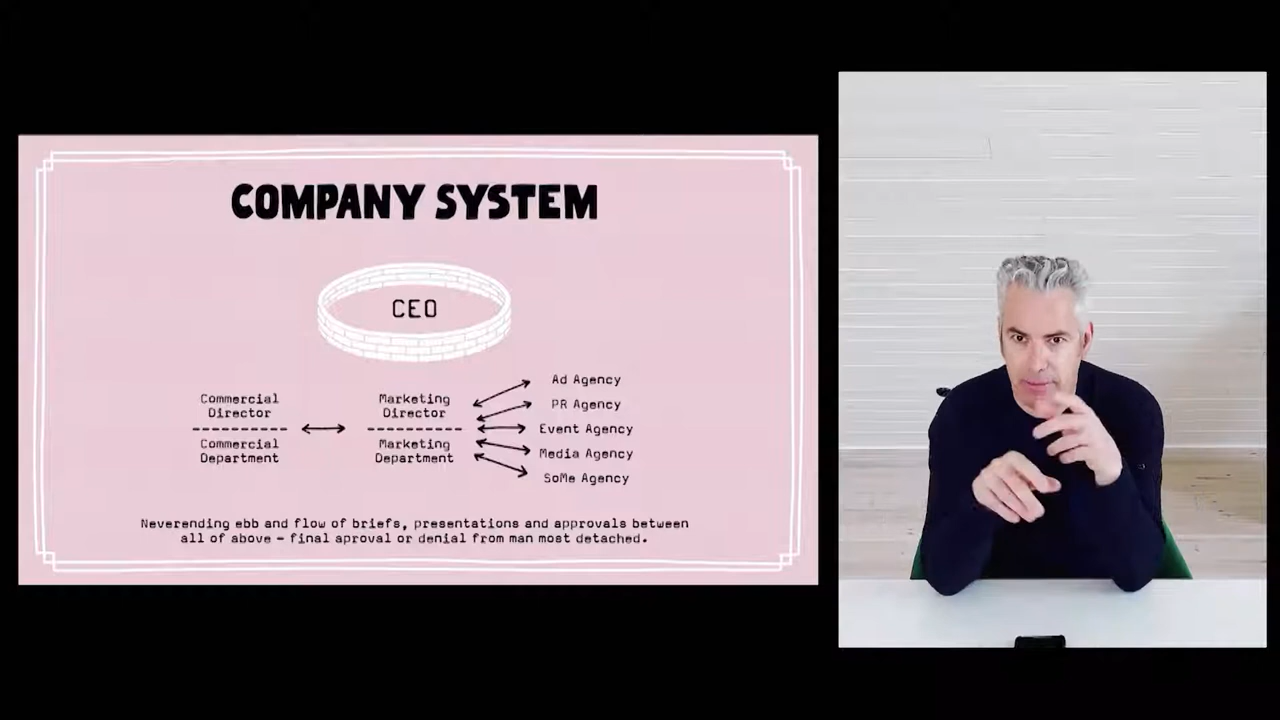 COMPANY SYSTEM
CEO
Commercial
Director
Commercial
Department
Marketing
Director
Marketing
Department
Ad Agency
PR Agency
Event Agency
Media Agency
SoMe Agency
Neverending ebb and flow of briefs, presentations and approvals between
all of above - final aproval or denial from man most detached.